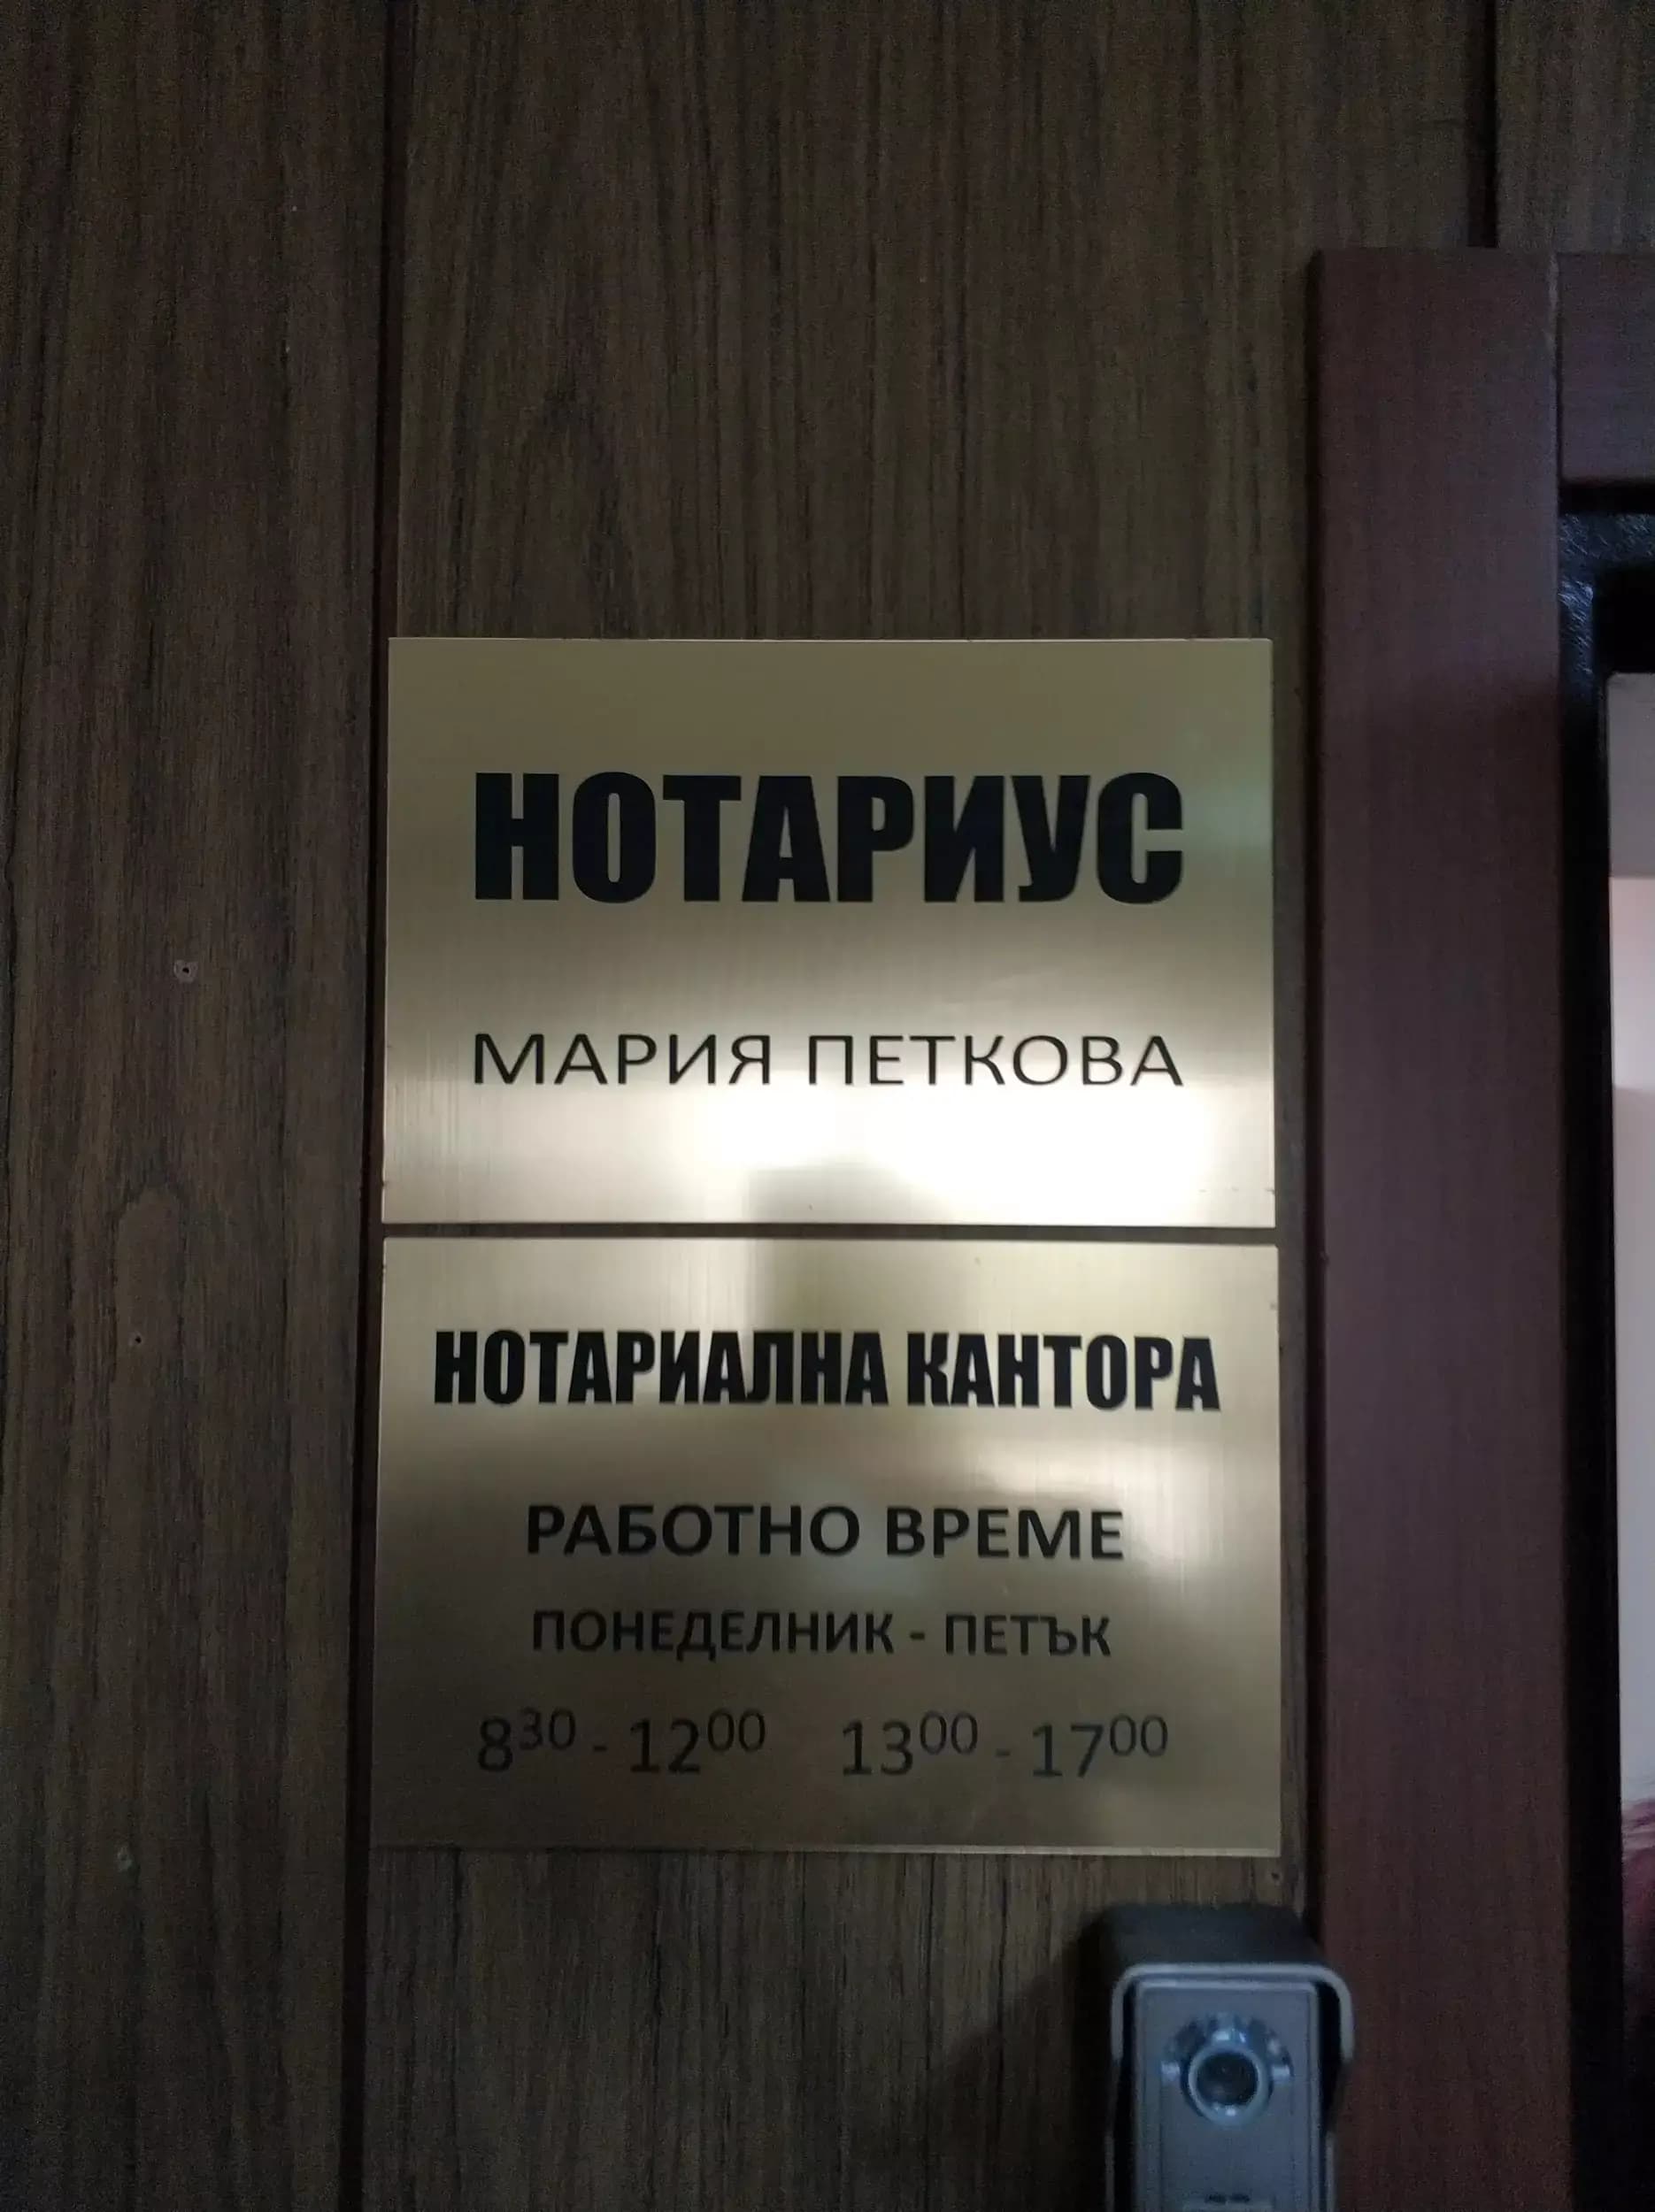 НОТАРИУС
МАРИЯ ПЕТКОВА
НОТАРИАЛНА КАНТОРА
РАБОТНО ВРЕМЕ
ПОНЕДЕЛНИК - ПЕТЪК
8³⁰ - 12⁰⁰ 13⁰⁰ - 17⁰⁰